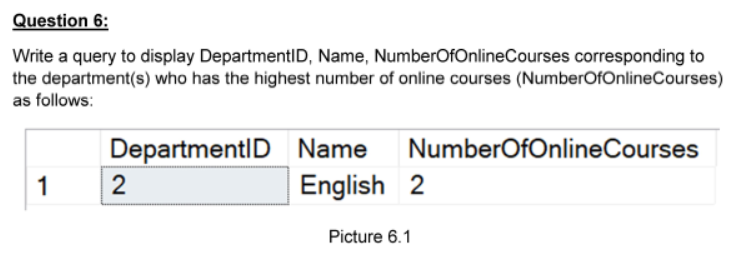 Question 6:
Write a query to display DepartmentID, Name, NumberOfOnlineCourses corresponding to
the department(s) who has the highest number of online courses (NumberOfOnlineCourses)
as follows:
DepartmentID Name NumberOfOnlineCourses
1 2 English 2
Picture 6.1